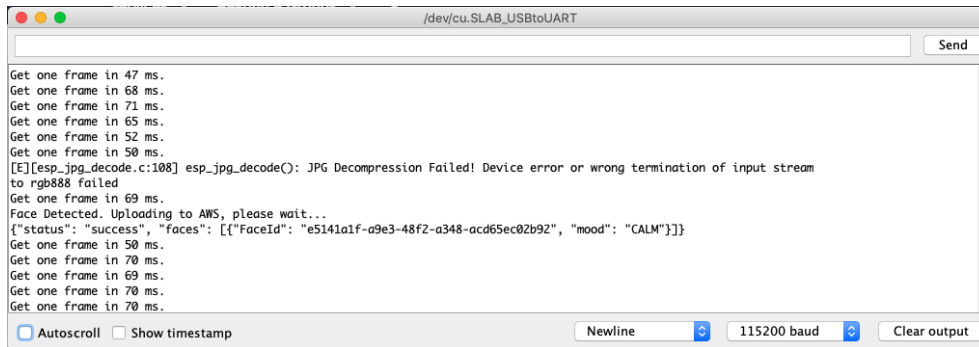 /dev/cu.SLAB_USBtoUART
Send
Get one frame in 47 ms.
Get one frame in 68 ms.
Get one frame in 71 ms.
Get one frame in 65 ms.
Get one frame in 52 ms.
Get one frame in 50 ms.
[E][esp_jpg_decode.c:108] esp_jpg_decode(): JPG Decompression Failed! Device error or wrong termination of input stream
to rgb888 failed
Get one frame in 69 ms.
Face Detected. Uploading to AWS, please wait...
{"status": "success", "faces": [{"FaceId": "e5141a1f-a9e3-48f2-a348-acd65ec02b92", "mood": "CALM"}]}
Get one frame in 50 ms.
Get one frame in 70 ms.
Get one frame in 69 ms.
Get one frame in 70 ms.
Get one frame in 70 ms.
Autoscroll Show timestamp Newline 115200 baud Clear output